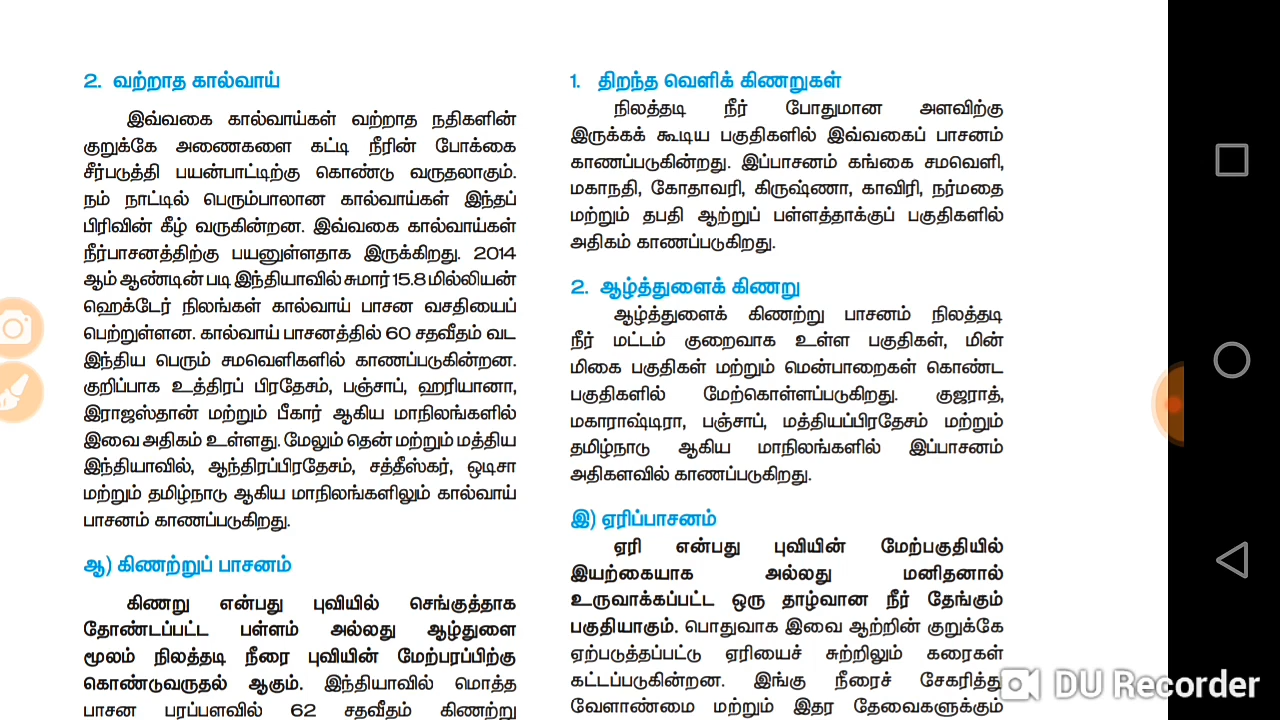 2. வற்றாத கால்வாய்
இவ்வகை கால்வாய்கள் வற்றாத நதிகளின்
குறுக்கே அணைகளை கட்டி நீரின் போக்கை
சீர்படுத்தி பயன்பாட்டிற்கு கொண்டு வருதலாகும்.
நம் நாட்டில் பெரும்பாலான கால்வாய்கள் இந்தப்
பிரிவின் கீழ் வருகின்றன. இவ்வகை கால்வாய்கள்
நீர்பாசனத்திற்கு பயனுள்ளதாக இருக்கிறது. 2014
ஆம் ஆண்டின் படி இந்தியாவில் சுமார் 15.8 மில்லியன்
ஹெக்டேர் நிலங்கள் கால்வாய் பாசன வசதியைப்
பெற்றுள்ளன. கால்வாய் பாசனத்தில் 60 சதவீதம் வட
இந்திய பெரும் சமவெளிகளில் காணப்படுகின்றன.
குறிப்பாக உத்திரப் பிரதேசம், பஞ்சாப், ஹரியானா,
இராஜஸ்தான் மற்றும் பீகார் ஆகிய மாநிலங்களில்
இவை அதிகம் உள்ளது. மேலும் தென் மற்றும் மத்திய
இந்தியாவில், ஆந்திரப்பிரதேசம், சத்தீஸ்கர், ஒடிசா
மற்றும் தமிழ்நாடு ஆகிய மாநிலங்களிலும் கால்வாய்
பாசனம் காணப்படுகிறது.
ஆ) கிணற்றுப் பாசனம்
கிணறு என்பது புவியில் செங்குத்தாக
தோண்டப்பட்ட பள்ளம் அல்லது ஆழ்துளை
மூலம் நிலத்தடி நீரை புவியின் மேற்பரப்பிற்கு
கொண்டுவருதல் ஆகும். இந்தியாவில் மொத்த
பாசன பரப்பளவில் 62 சதவீதம் கிணற்று
1. திறந்த வெளிக் கிணறுகள்
நிலத்தடி நீர் போதுமான அளவிற்கு
இருக்கக் கூடிய பகுதிகளில் இவ்வகைப் பாசனம்
காணப்படுகின்றது. இப்பாசனம் கங்கை சமவெளி,
மகாநதி, கோதாவரி, கிருஷ்ணா, காவிரி, நர்மதை
மற்றும் தபதி ஆற்றுப் பள்ளத்தாக்குப் பகுதிகளில்
அதிகம் காணப்படுகிறது.
2. ஆழ்த்துளைக் கிணறு
ஆழ்த்துளைக் கிணற்று பாசனம் நிலத்தடி
நீர் மட்டம் குறைவாக உள்ள பகுதிகள், மின்
மிகை பகுதிகள் மற்றும் மென்பாறைகள் கொண்ட
பகுதிகளில் மேற்கொள்ளப்படுகிறது. குஜராத்,
மகாராஷ்டிரா, பஞ்சாப், மத்தியப்பிரதேசம் மற்றும்
தமிழ்நாடு ஆகிய மாநிலங்களில் இப்பாசனம்
அதிகளவில் காணப்படுகிறது.
இ) ஏரிப்பாசனம்
ஏரி என்பது புவியின் மேற்பகுதியில்
இயற்கையாக அல்லது மனிதனால்
உருவாக்கப்பட்ட ஒரு தாழ்வான நீர் தேங்கும்
பகுதியாகும். பொதுவாக இவை ஆற்றின் குறுக்கே
ஏற்படுத்தப்பட்டு ஏரியைச் சுற்றிலும் கரைகள்
கட்டப்படுகின்றன. இங்கு நீரைச் சேகரித்து
வேளாண்மை மற்றும் இதர தேவைகளுக்கும்
DU Recorder